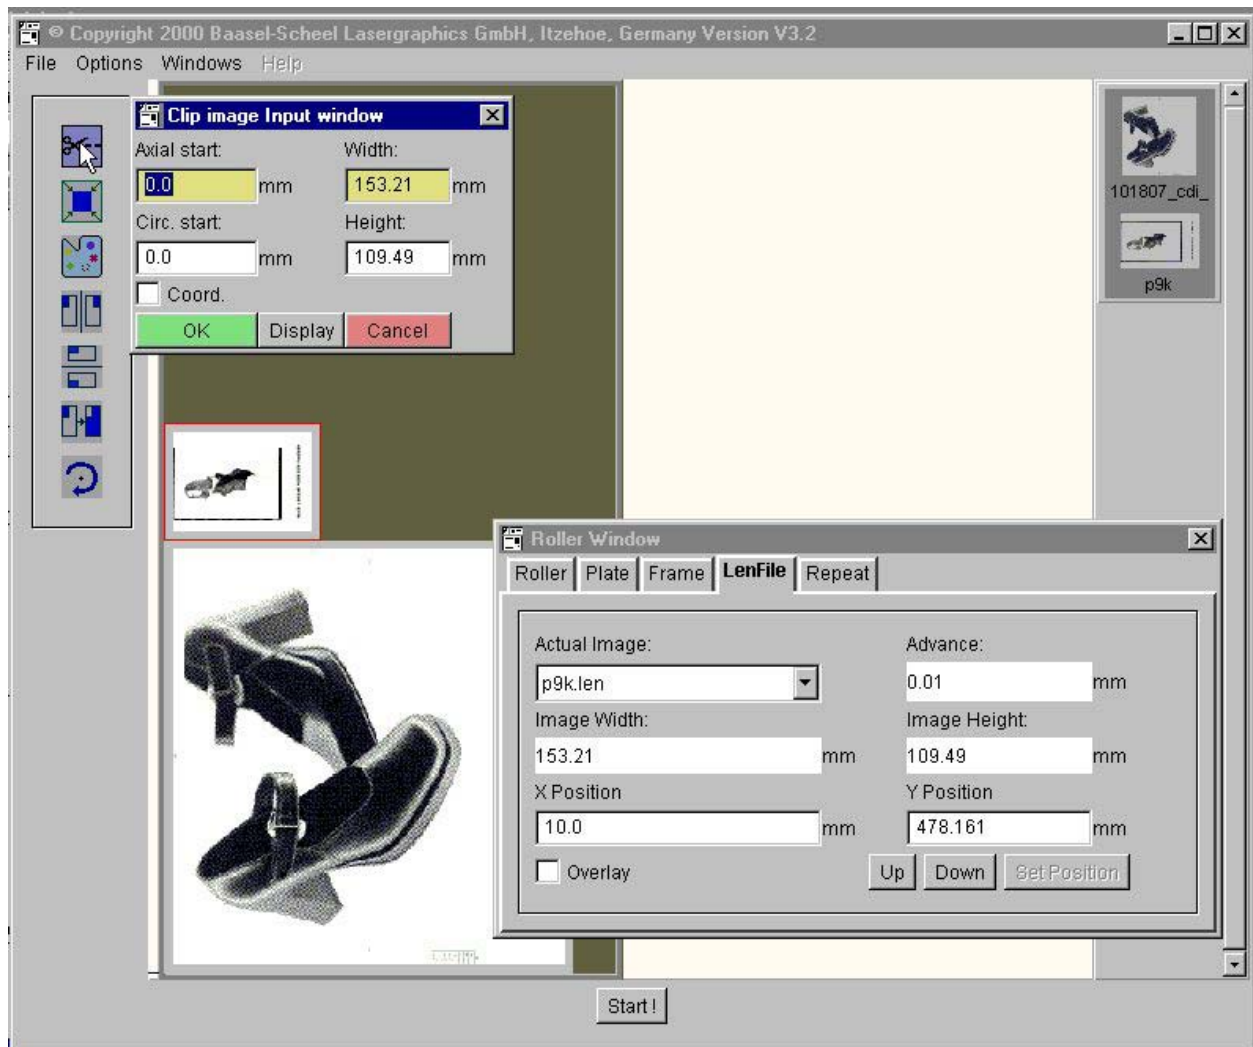 © Copyright 2000 Baasel-Scheel Lasergraphics GmbH, Itzehoe, Germany Version V3.2
File Options Windows Help
Clip image Input window
Axial start: Width:
0.0 mm 153.21 mm
Circ. start: Height:
0.0 mm 109.49 mm
Coord.
OK Display Cancel
101807_cdi_
p9k
Roller Window
Roller Plate Frame LenFile Repeat
Actual Image: Advance:
p9k.len 0.01 mm
Image Width: Image Height:
153.21 mm 109.49 mm
X Position Y Position
10.0 mm 478.161 mm
Overlay Up Down Set Position
Start !